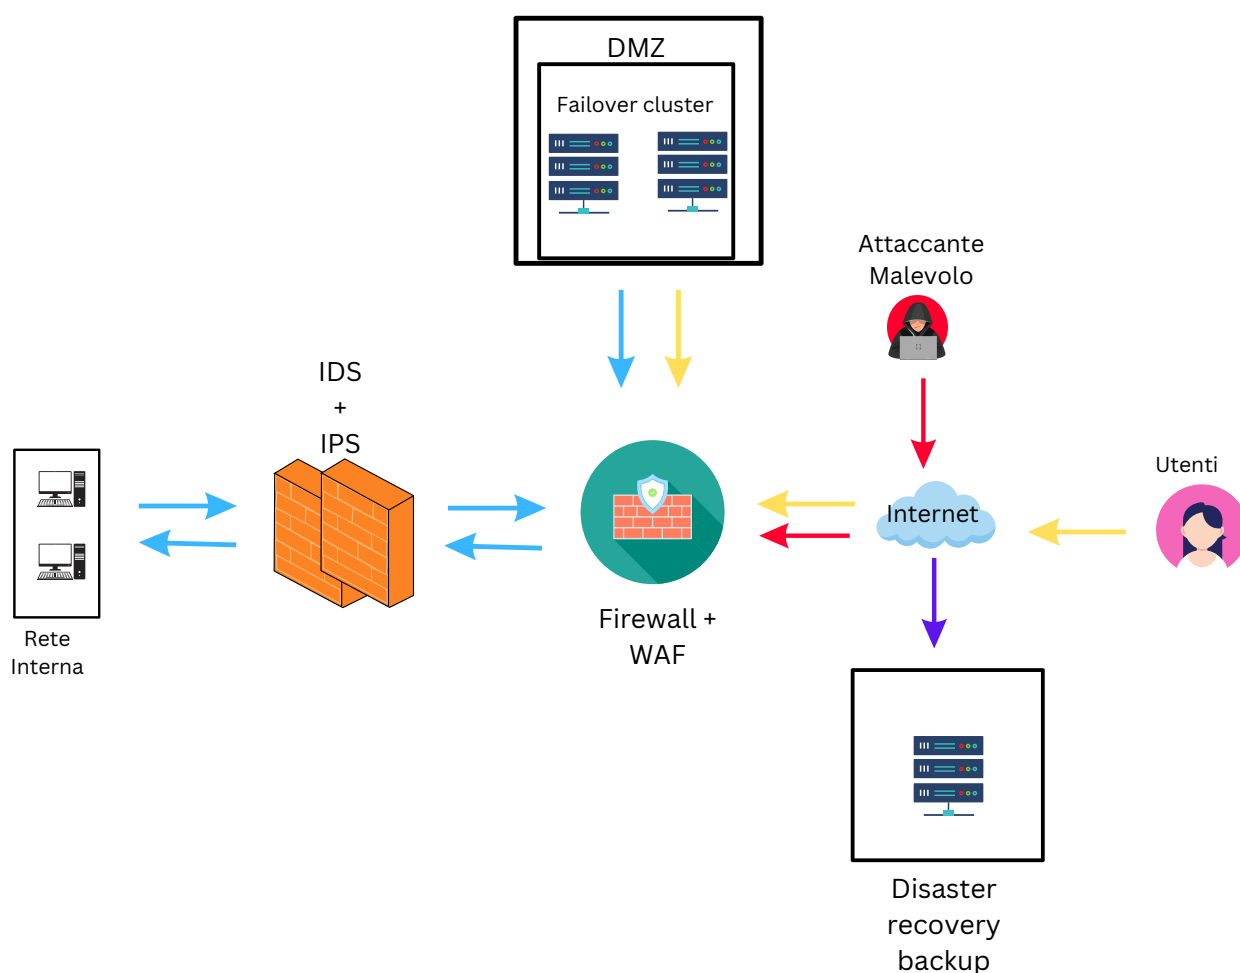 DMZ
Failover cluster
Attaccante
Malevolo
IDS
+
IPS
Utenti
Internet
Firewall +
WAF
Rete
Interna
Disaster
recovery
backup